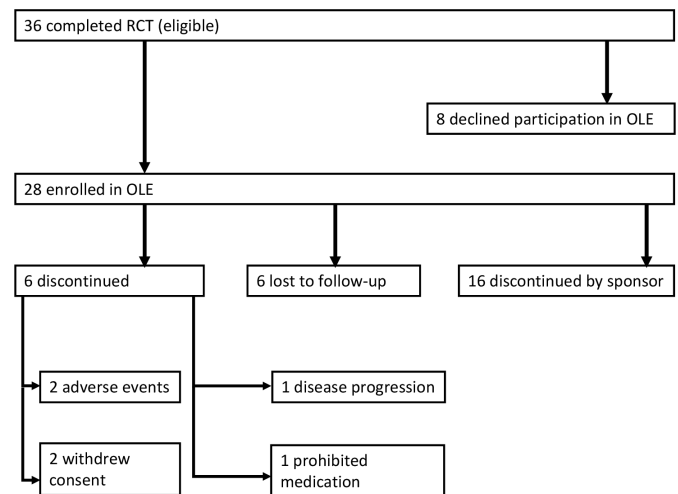 36 completed RCT (eligible)
8 declined participation in OLE
28 enrolled in OLE
6 discontinued
6 lost to follow-up
16 discontinued by sponsor
2 adverse events
1 disease progression
2 withdrew
consent
1 prohibited
medication